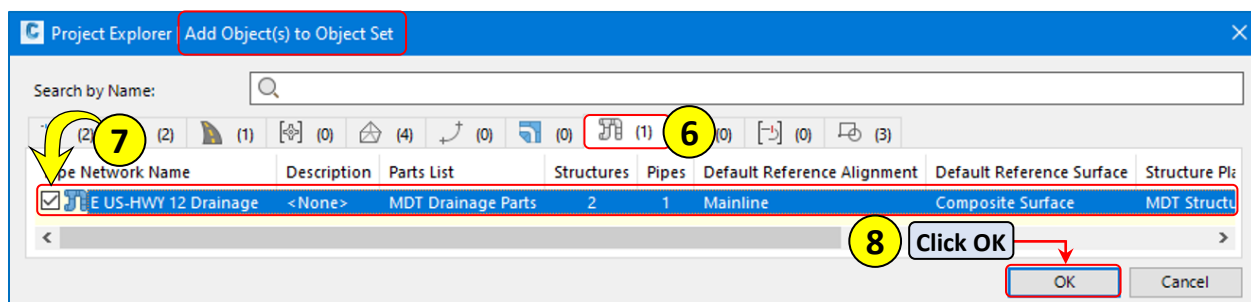 Project Explorer Add Object(s) to Object Set
Search by Name:
(2) 7 (2) (1) (0) (4) (0) (0) (1) 6 (0) (0) (3)
pe Network Name Description Parts List Structures Pipes Default Reference Alignment Default Reference Surface Structure Pla
E US-HWY 12 Drainage <None> MDT Drainage Parts 2 1 Mainline Composite Surface MDT Structu
8 Click OK
OK Cancel